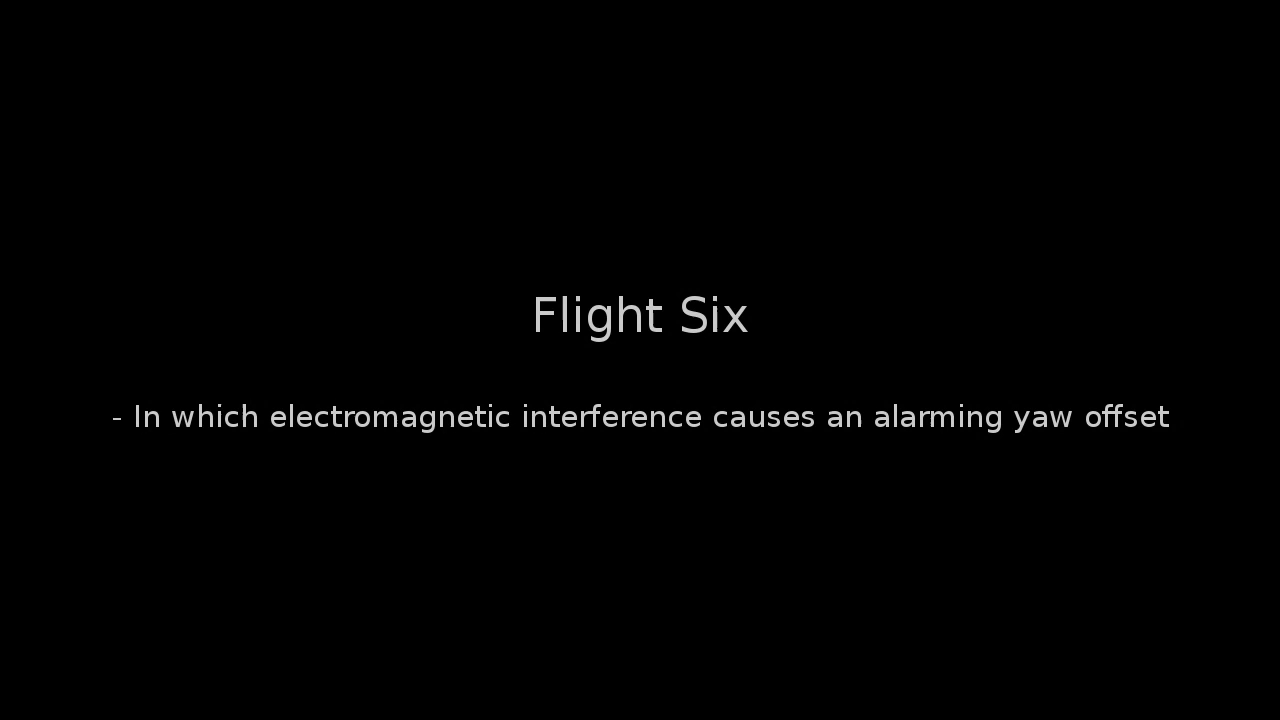 Flight Six
- In which electromagnetic interference causes an alarming yaw offset